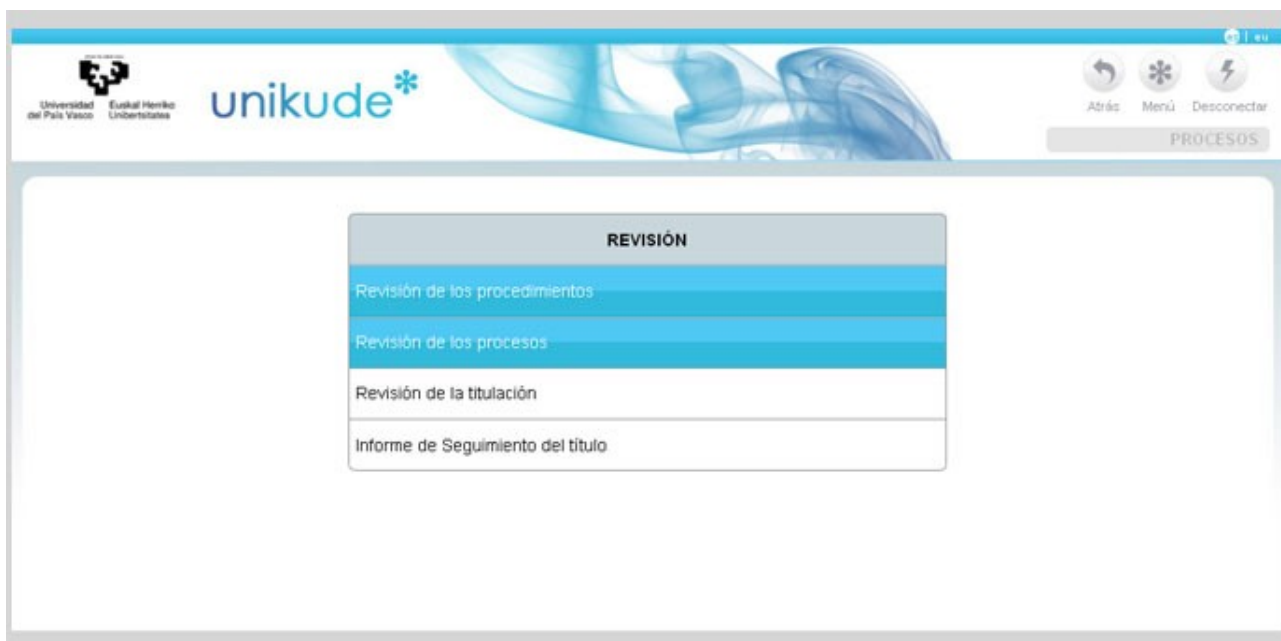 es | eu
Universidad
del País Vasco
Euskal Herriko
Unibertsitatea
unikude*
Atrás Menú Desconectar
PROCESOS
REVISIÓN
Revisión de los procedimientos
Revisión de los procesos
Revisión de la titulación
Informe de Seguimiento del título